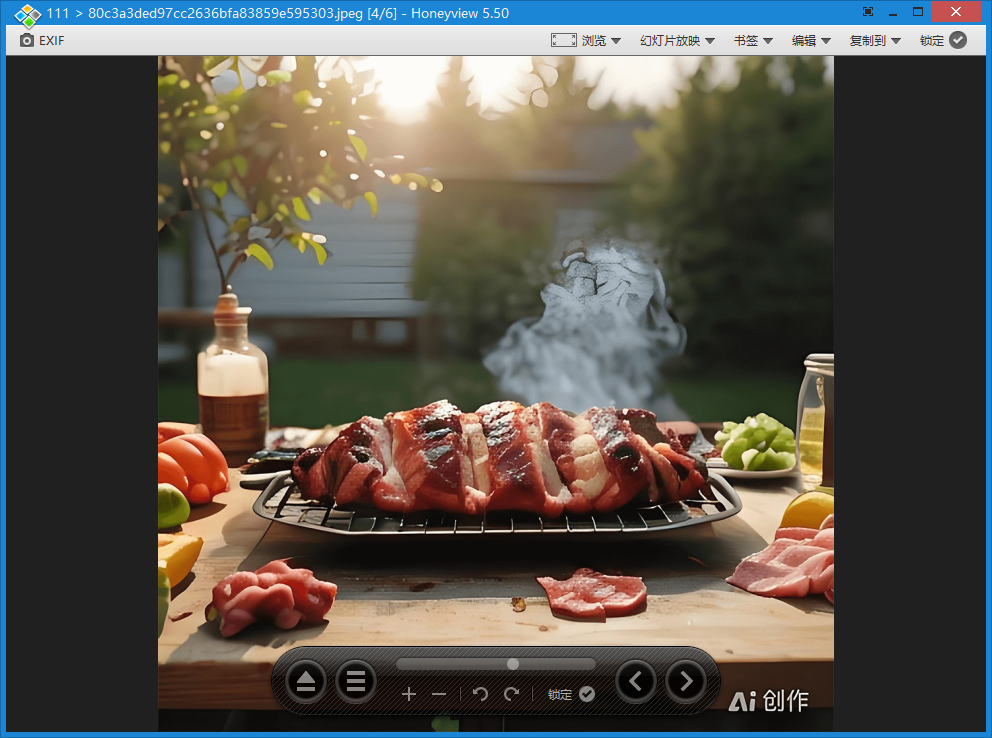 111 > 80c3a3ded97cc2636bfa83859e595303.jpeg [4/6] - Honeyview 5.50
EXIF 浏览 幻灯片放映 书签 编辑 复制到 锁定
锁定
Ai 创作